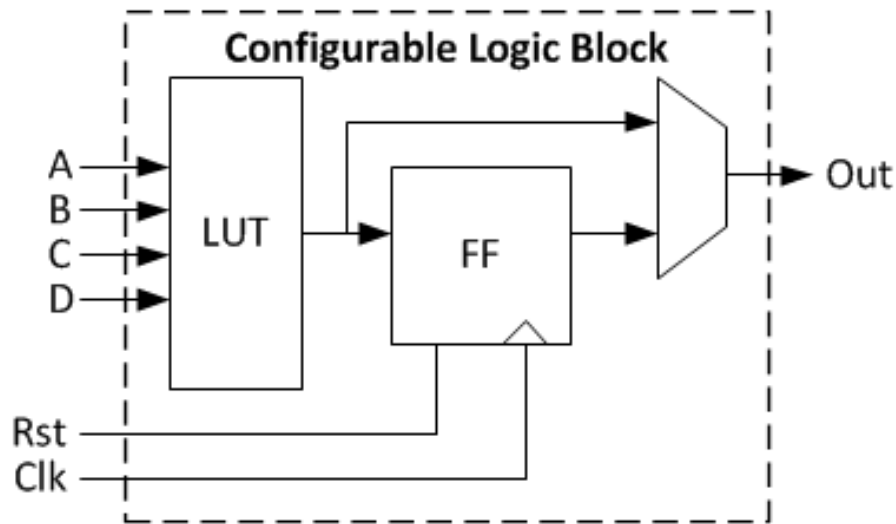 Configurable Logic Block
A
B
C
D
LUT
FF
Out
Rst
Clk